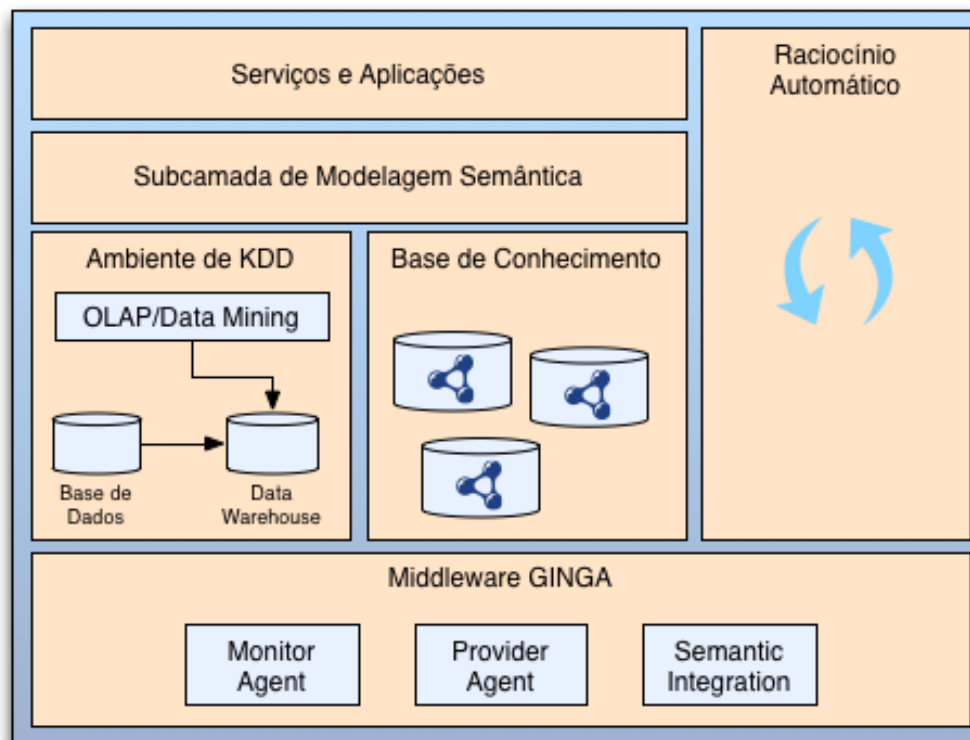 Serviços e Aplicações
Raciocínio
Automático
Subcamada de Modelagem Semântica
Ambiente de KDD
OLAP/Data Mining
Base de
Dados
Data
Warehouse
Base de Conhecimento
Middleware GINGA
Monitor
Agent
Provider
Agent
Semantic
Integration